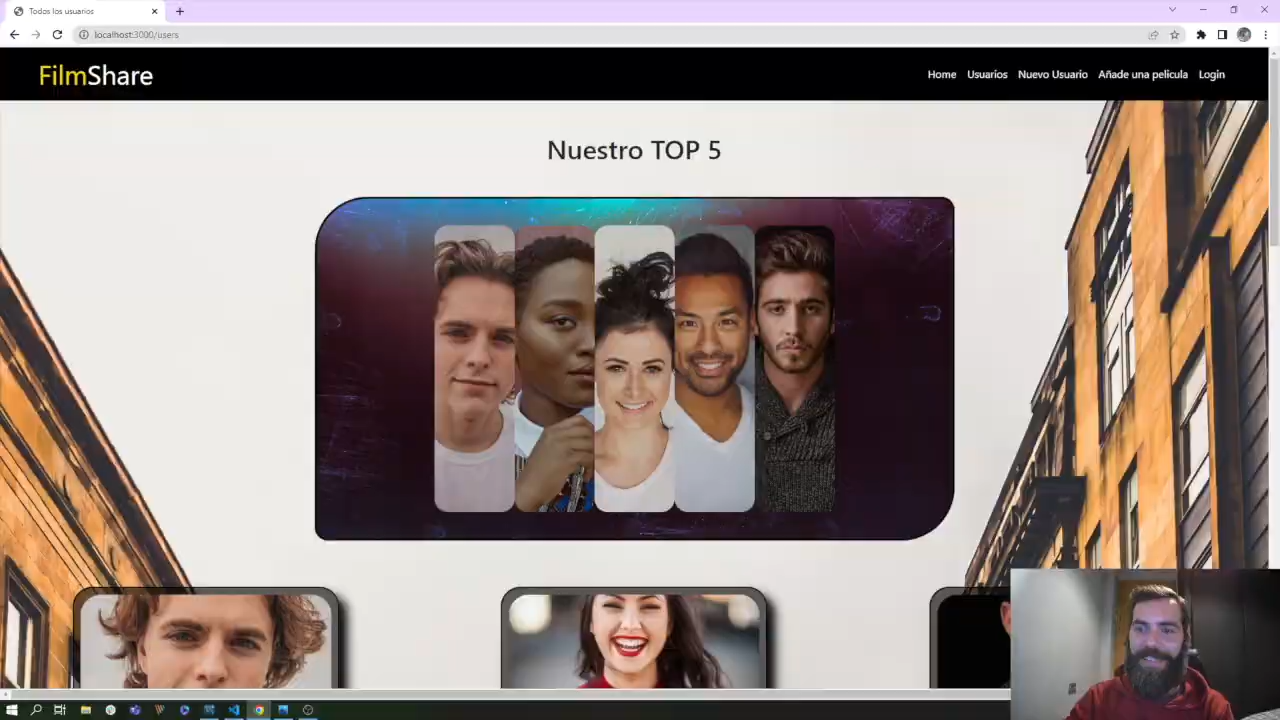 Todos los usuarios
localhost:3000/users
FilmShare
Home Usuarios Nuevo Usuario Añade una pelicula Login
Nuestro TOP 5